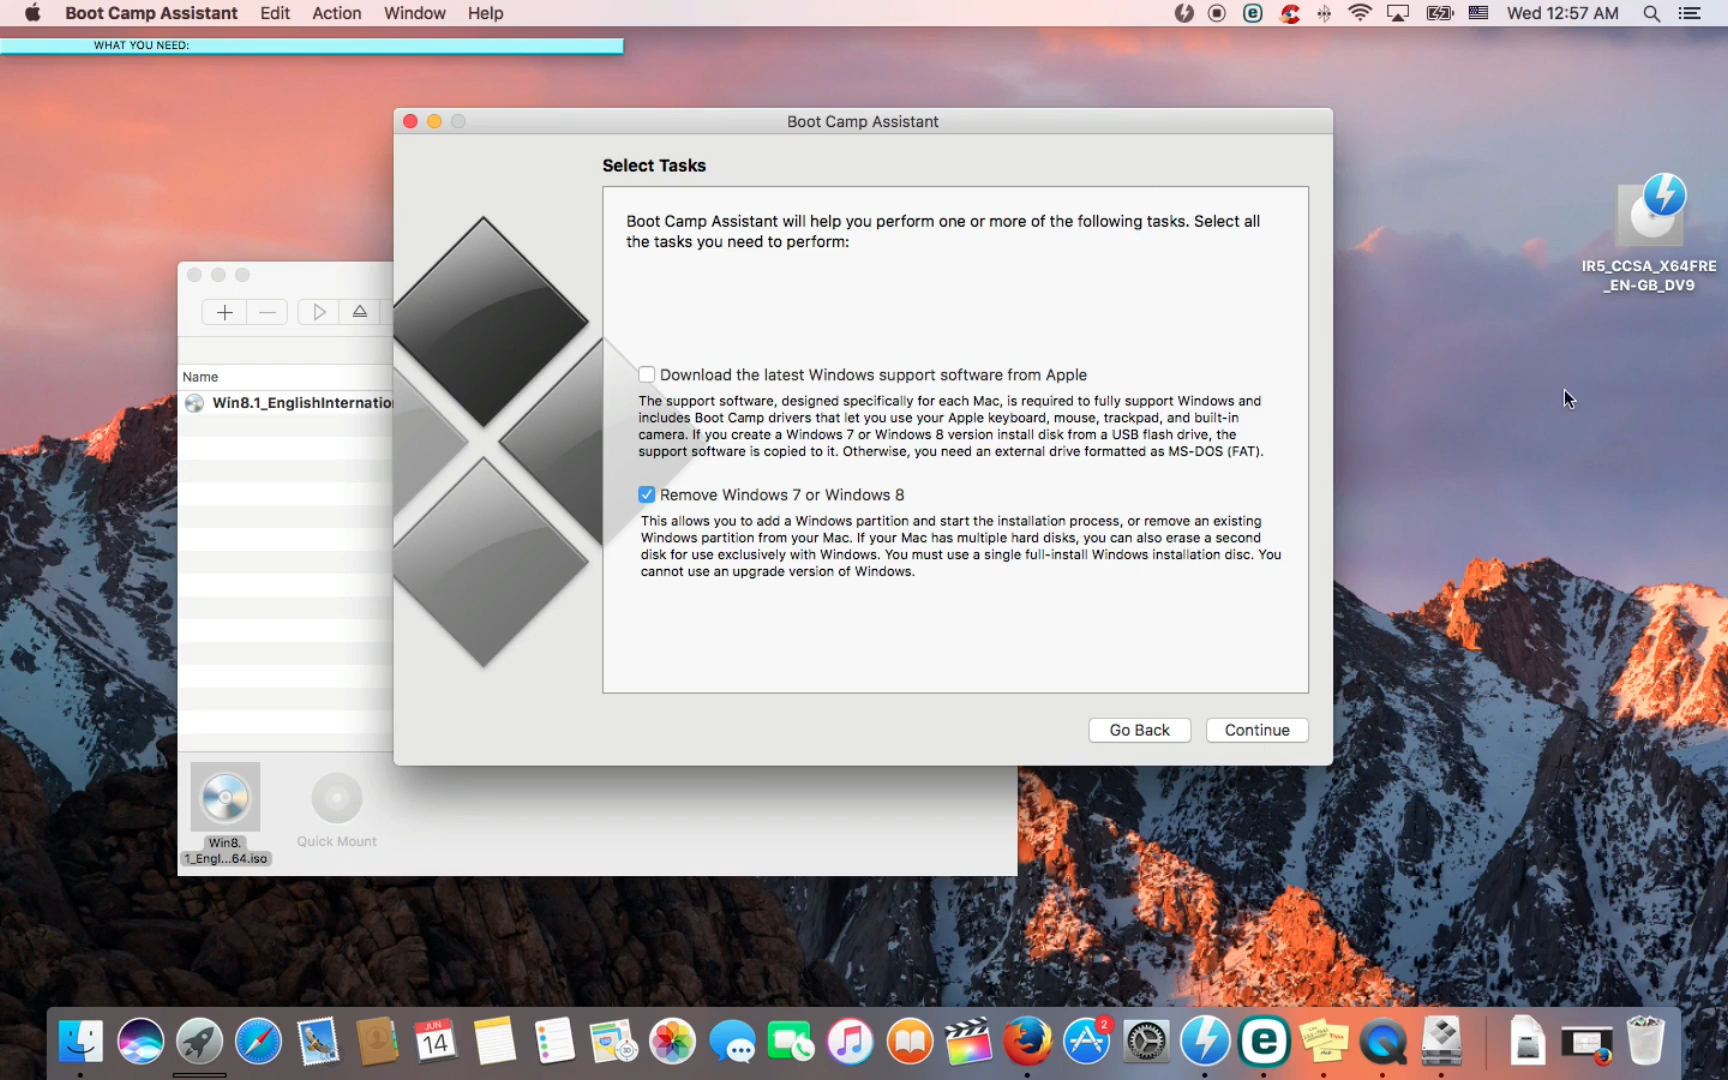 Boot Camp Assistant Edit Action Window Help
Wed 12:57 AM
WHAT YOU NEED:
Boot Camp Assistant
Select Tasks
Boot Camp Assistant will help you perform one or more of the following tasks. Select all
the tasks you need to perform:
IR5_CCSA_X64FRE
_EN-GB_DV9
Name
Win8.1_EnglishInternatio
Download the latest Windows support software from Apple
The support software, designed specifically for each Mac, is required to fully support Windows and
includes Boot Camp drivers that let you use your Apple keyboard, mouse, trackpad, and built-in
camera. If you create a Windows 7 or Windows 8 version install disk from a USB flash drive, the
support software is copied to it. Otherwise, you need an external drive formatted as MS-DOS (FAT).
Remove Windows 7 or Windows 8
This allows you to add a Windows partition and start the installation process, or remove an existing
Windows partition from your Mac. If your Mac has multiple hard disks, you can also erase a second
disk for use exclusively with Windows. You must use a single full-install Windows installation disc. You
cannot use an upgrade version of Windows.
Go Back
Continue
Win8.
1_Engl...64.iso
Quick Mount
JUN
14
2